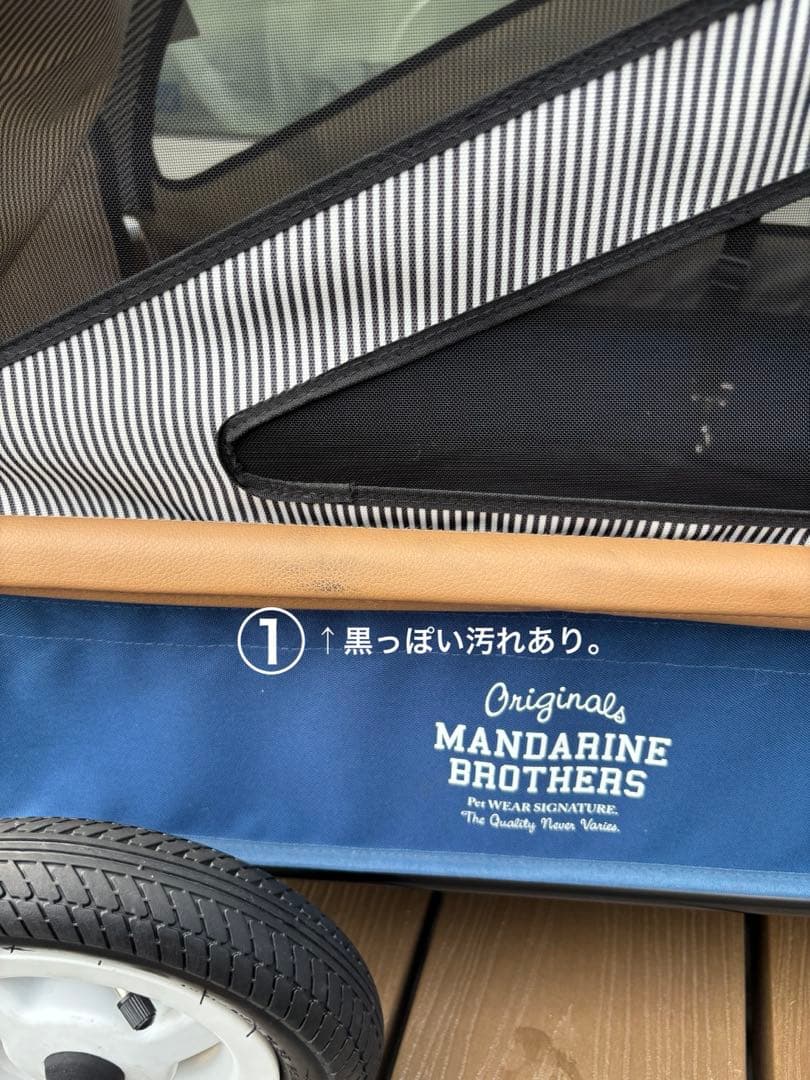 ① ↑黒っぽい汚れあり。
Originals
MANDARINE
BROTHERS
Pet WEAR SIGNATURE.
The Quality Never Varies.